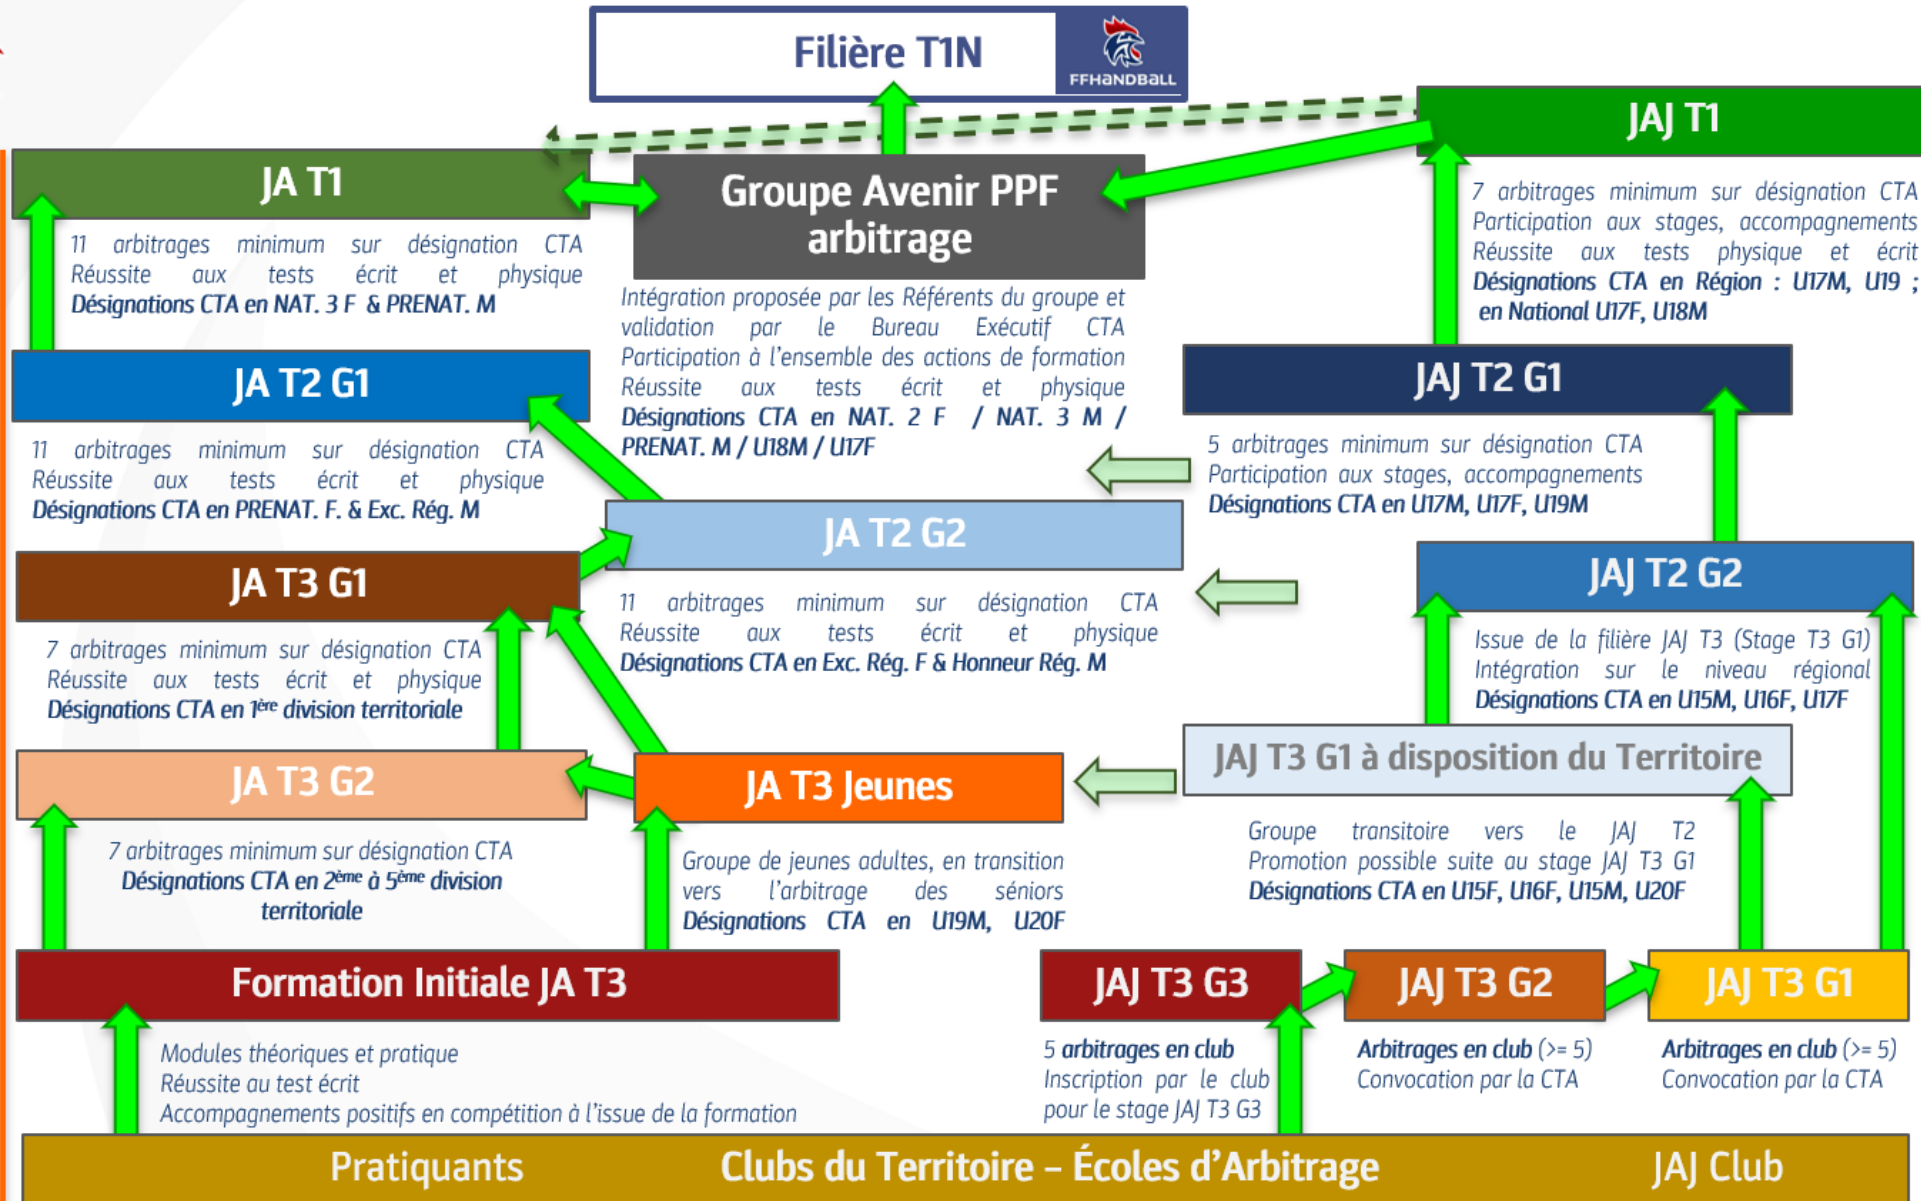 Filière T1N
FFHANDBALL
JAJ T1
7 arbitrages minimum sur désignation CTA
Participation aux stages, accompagnements
Réussite aux tests physique et écrit
Désignations CTA en Région : U17M, U19 ;
en National U17F, U18M
JA T1
11 arbitrages minimum sur désignation CTA
Réussite aux tests écrit et physique
Désignations CTA en NAT. 3 F & PRENAT. M
Groupe Avenir PPF
arbitrage
Intégration proposée par les Référents du groupe et
validation par le Bureau Exécutif CTA
Participation à l'ensemble des actions de formation
Réussite aux tests écrit et physique
Désignations CTA en NAT. 2 F / NAT. 3 M /
PRENAT. M / U18M / U17F
JA T2 G1
11 arbitrages minimum sur désignation CTA
Réussite aux tests écrit et physique
Désignations CTA en PRENAT. F. & Exc. Rég. M
JAJ T2 G1
5 arbitrages minimum sur désignation CTA
Participation aux stages, accompagnements
Désignations CTA en U17M, U17F, U19M
JA T2 G2
11 arbitrages minimum sur désignation CTA
Réussite aux tests écrit et physique
Désignations CTA en Exc. Rég. F & Honneur Rég. M
JA T3 G1
7 arbitrages minimum sur désignation CTA
Réussite aux tests écrit et physique
Désignations CTA en 1ère division territoriale
JAJ T2 G2
Issue de la filière JAJ T3 (Stage T3 G1)
Intégration sur le niveau régional
Désignations CTA en U15M, U16F, U17F
JA T3 G2
7 arbitrages minimum sur désignation CTA
Désignations CTA en 2ème à 5ème division
territoriale
JA T3 Jeunes
Groupe de jeunes adultes, en transition
vers l'arbitrage des séniors
Désignations CTA en U19M, U20F
JAJ T3 G1 à disposition du Territoire
Groupe transitoire vers le JAJ T2
Promotion possible suite au stage JAJ T3 G1
Désignations CTA en U15F, U16F, U15M, U20F
Formation Initiale JA T3
Modules théoriques et pratique
Réussite au test écrit
Accompagnements positifs en compétition à l'issue de la formation
JAJ T3 G3
5 arbitrages en club
Inscription par le club
pour le stage JAJ T3 G3
JAJ T3 G2
Arbitrages en club (>= 5)
Convocation par la CTA
JAJ T3 G1
Arbitrages en club (>= 5)
Convocation par la CTA
Pratiquants
Clubs du Territoire – Écoles d'Arbitrage
JAJ Club